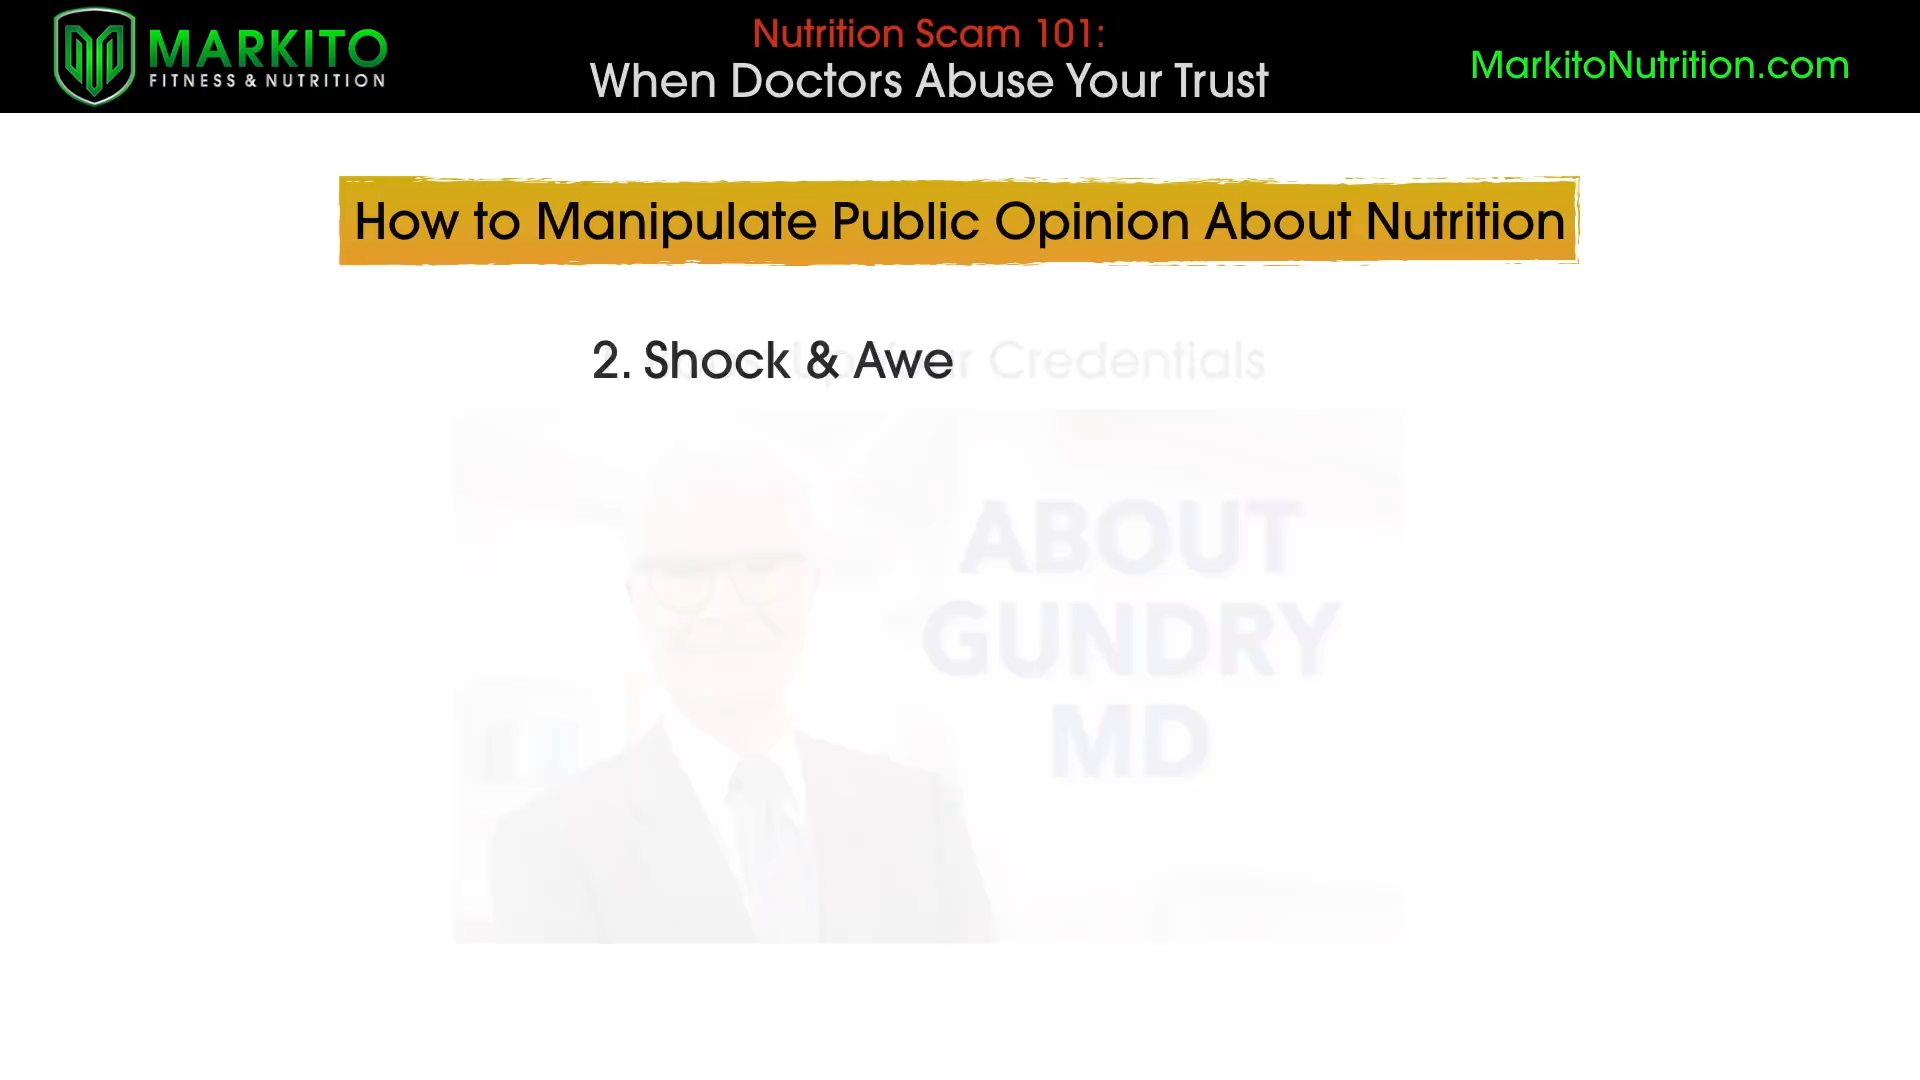 MARKITO
FITNESS & NUTRITION
Nutrition Scam 101:
When Doctors Abuse Your Trust
MarkitoNutrition.com
How to Manipulate Public Opinion About Nutrition
2. Shock & Awe
Credentials
ABOUT
GUNDRY
MD